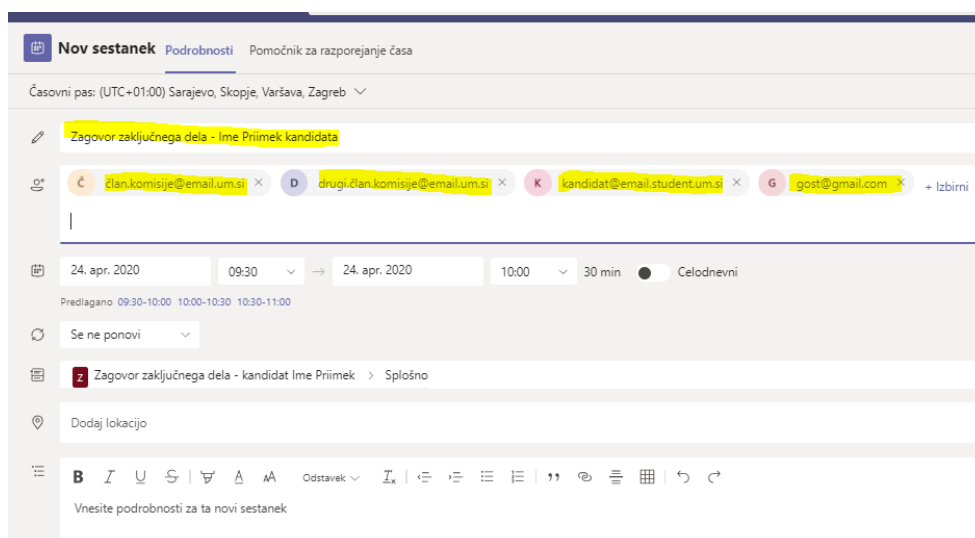 Nov sestanek Podrobnosti Pomočnik za razporejanje časa
Časovni pas: (UTC+01:00) Sarajevo, Skopje, Varšava, Zagreb
Zagovor zaključnega dela - Ime Priimek kandidata
Č član.komisije@email.um.si × D drugi.član.komisije@email.um.si × K kandidat@email.student.um.si × G gost@gmail.com × + Izbirni
24. apr. 2020 09:30 → 24. apr. 2020 10:00 30 min Celodnevni
Predlagano 09:30-10:00 10:00-10:30 10:30-11:00
Se ne ponovi
Z Zagovor zaključnega dela - kandidat Ime Priimek > Splošno
Dodaj lokacijo
B I U S A AA Odstavek Ix
Vnesite podrobnosti za ta novi sestanek